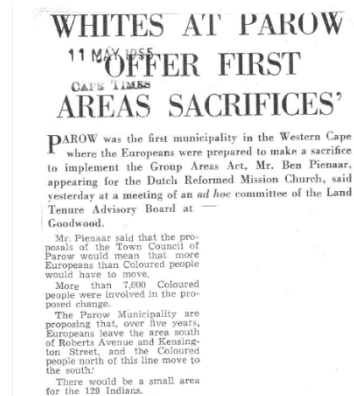 WHITES AT PAROW
11 MAY 1955
'OFFER FIRST
CAPE TIMES
AREAS SACRIFICES'
PAROW was the first municipality in the Western Cape
where the Europeans were prepared to make a sacrifice
to implement the Group Areas Act, Mr. Ben Pienaar,
appearing for the Dutch Reformed Mission Church, said
yesterday at a meeting of an ad hoc committee of the Land
Tenure Advisory Board at
Goodwood.
Mr. Pienaar said that the pro-
posals of the Town Council of
Parow would mean that more
Europeans than Coloured people
would have to move.
More than 7,000 Coloured
people were involved in the pro-
posed change.
The Parow Municipality are
proposing that, over five years,
Europeans leave the area south
of Roberts Avenue and Kensing-
ton Street, and the Coloured
people north of this line move to
the south.
There would be a small area
for the 129 Indians.